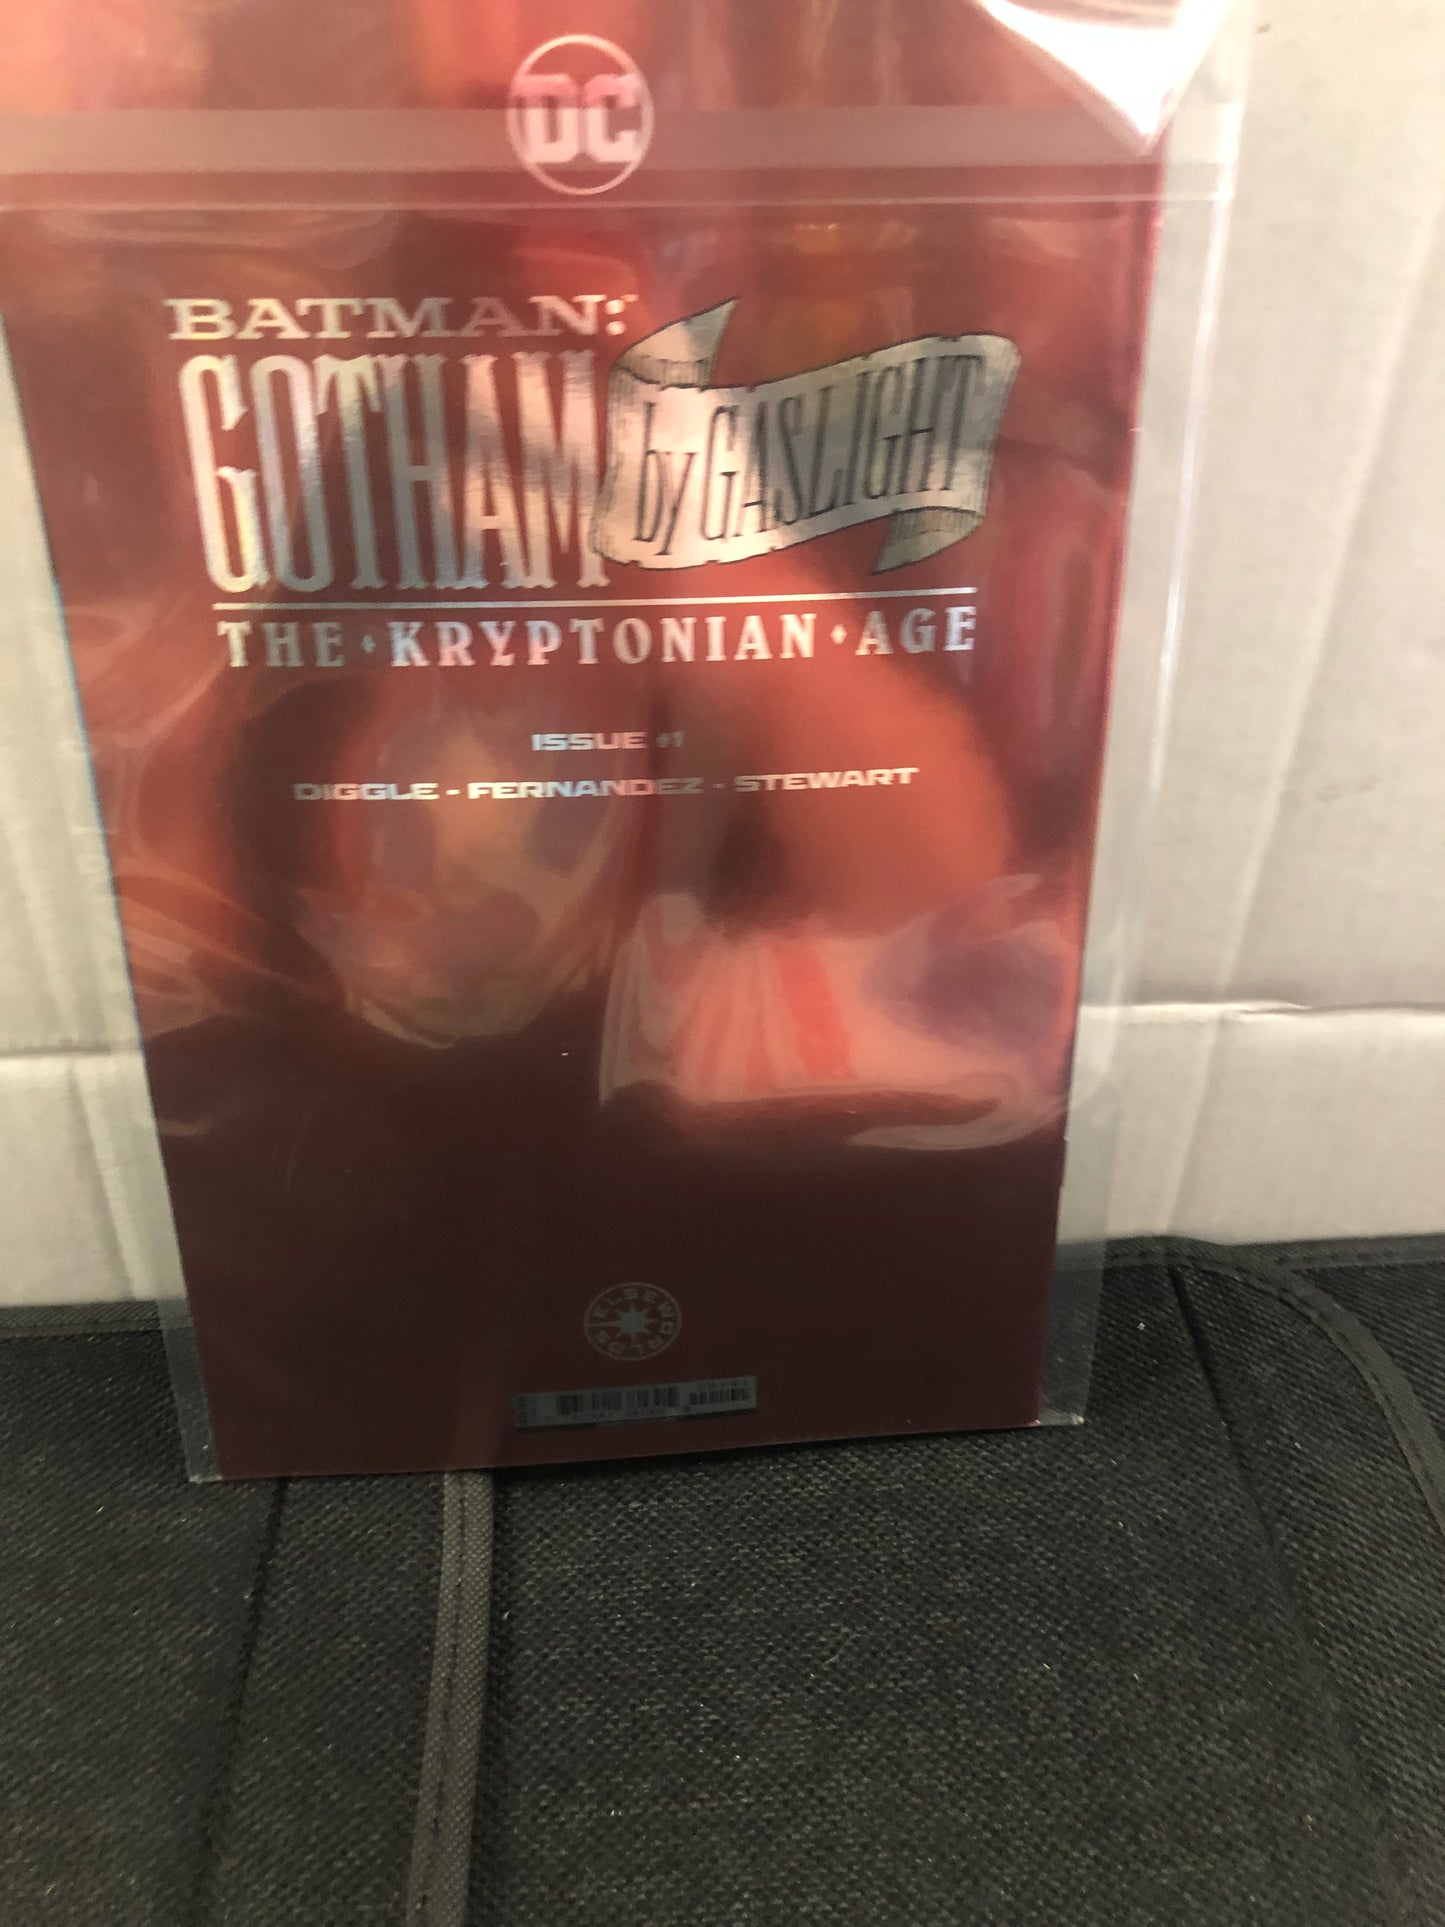 DC
BATMAN:
GOTHAM by GASLIGHT
THE • KRYPTONIAN • AGE
ISSUE #1
DIGGLE - FERNANDEZ - STEWART
ELSEWORLDS